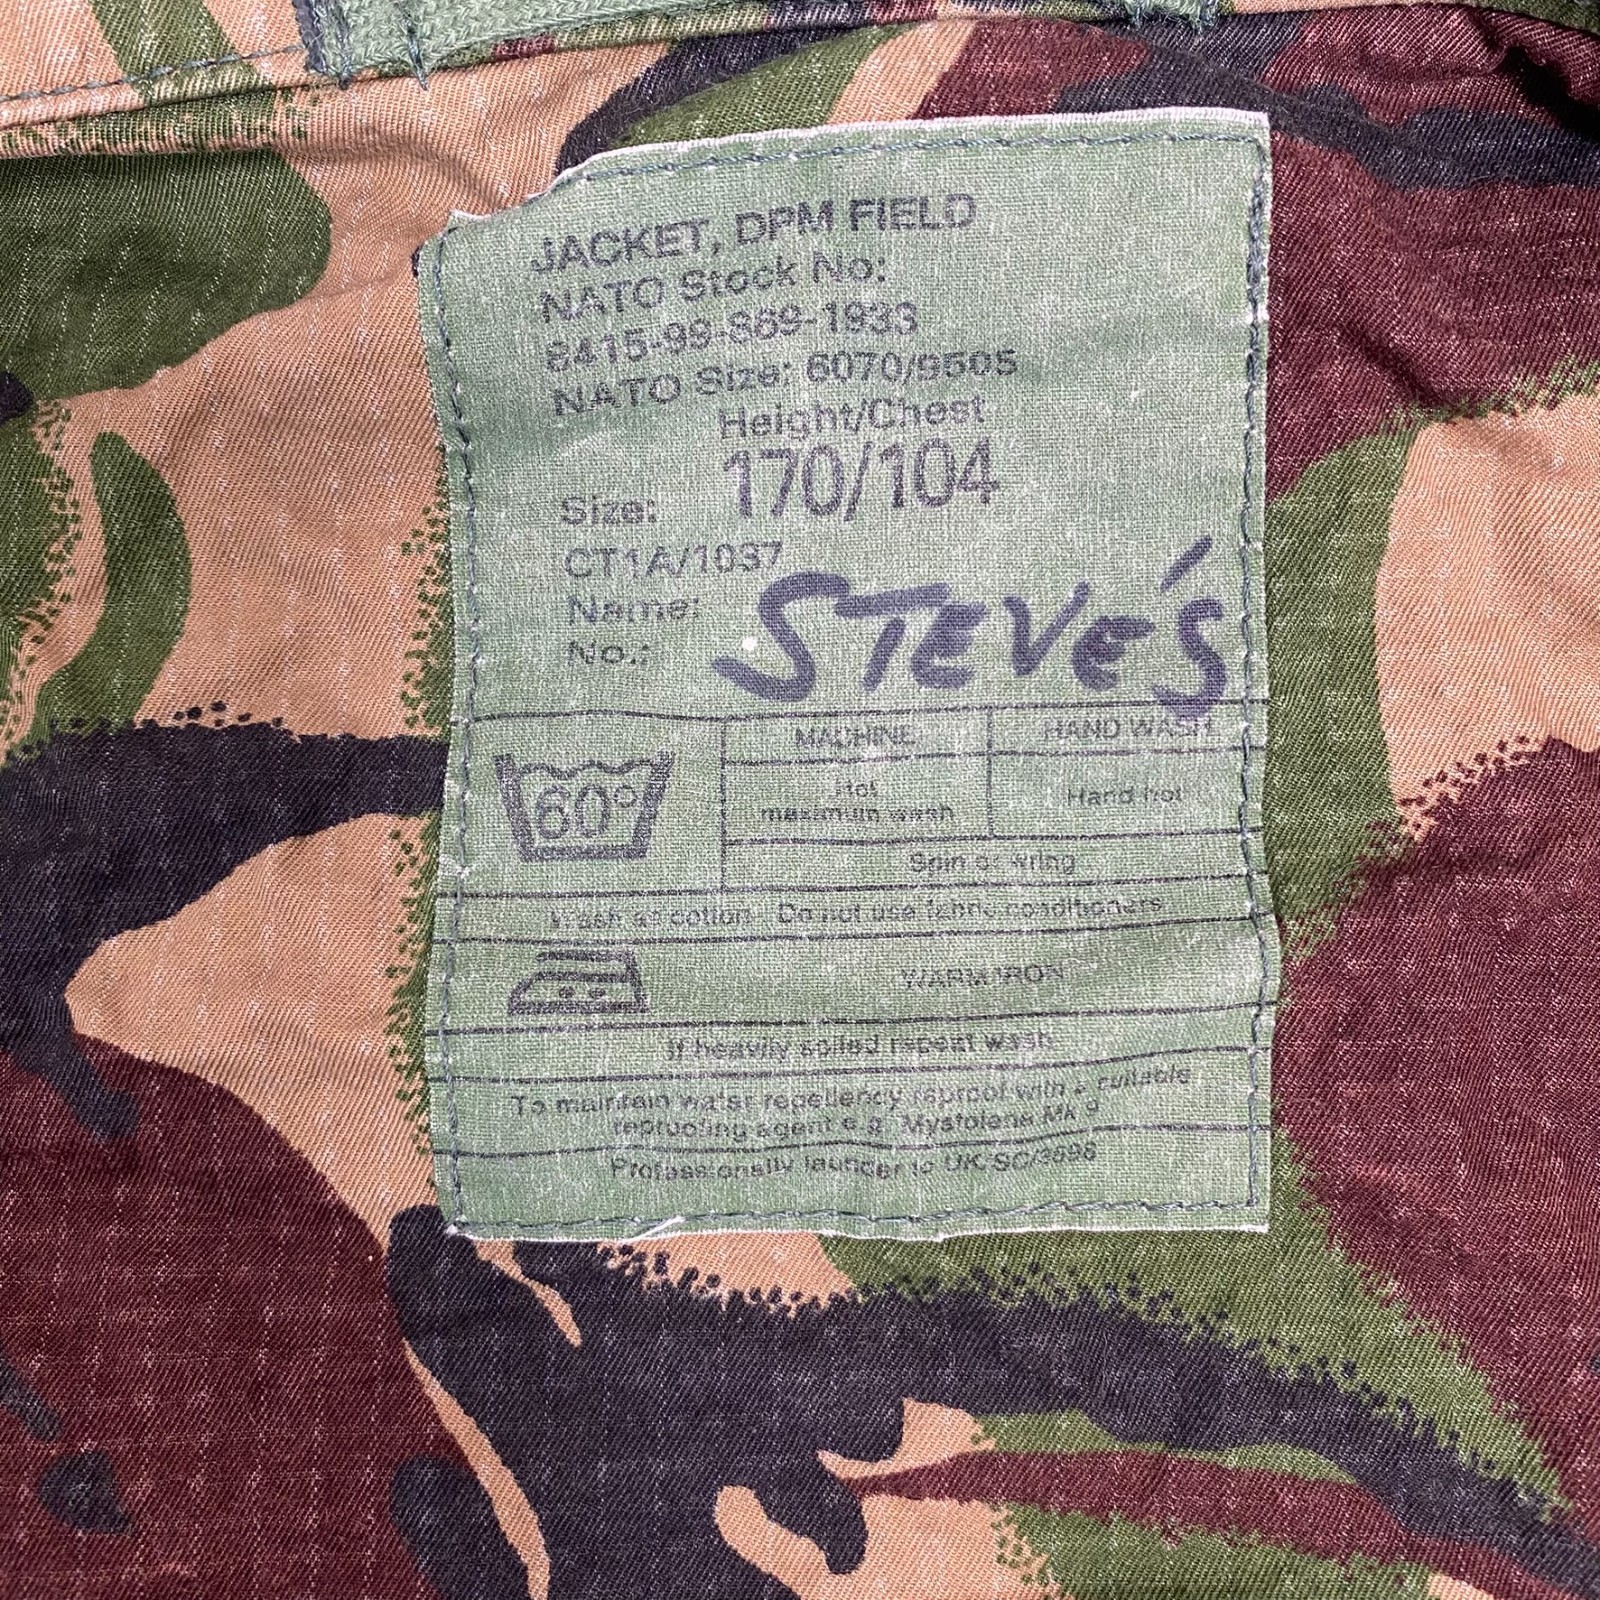 JACKET, DPM FIELD
NATO Stock No:
8415-99-869-1933
NATO Size: 6070/9505
Height/Chest
Size: 170/104
CT1A/1037
Name:
STEVE'S
No.:
MACHINE HAND WASH
60°
Hot
maximum wash
Hand hot
Spin or wring
Wash as cotton Do not use fabric conditioners
WARM IRON
If heavily soiled repeat wash
To maintain water repellency reproof with a suitable
reproofing agent e.g. Mystolene Mk 9
Professionally launder to UK/SC/3698